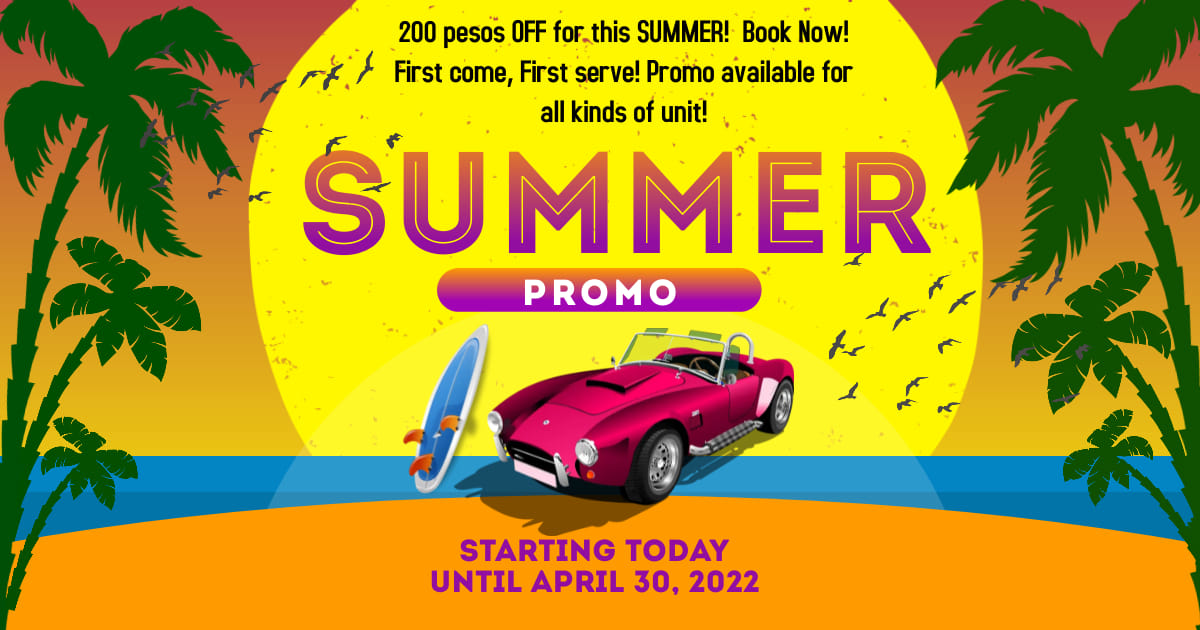 200 pesos OFF for this SUMMER! Book Now!
First come, First serve! Promo available for
all kinds of unit!
SUMMER
PROMO
STARTING TODAY
UNTIL APRIL 30, 2022